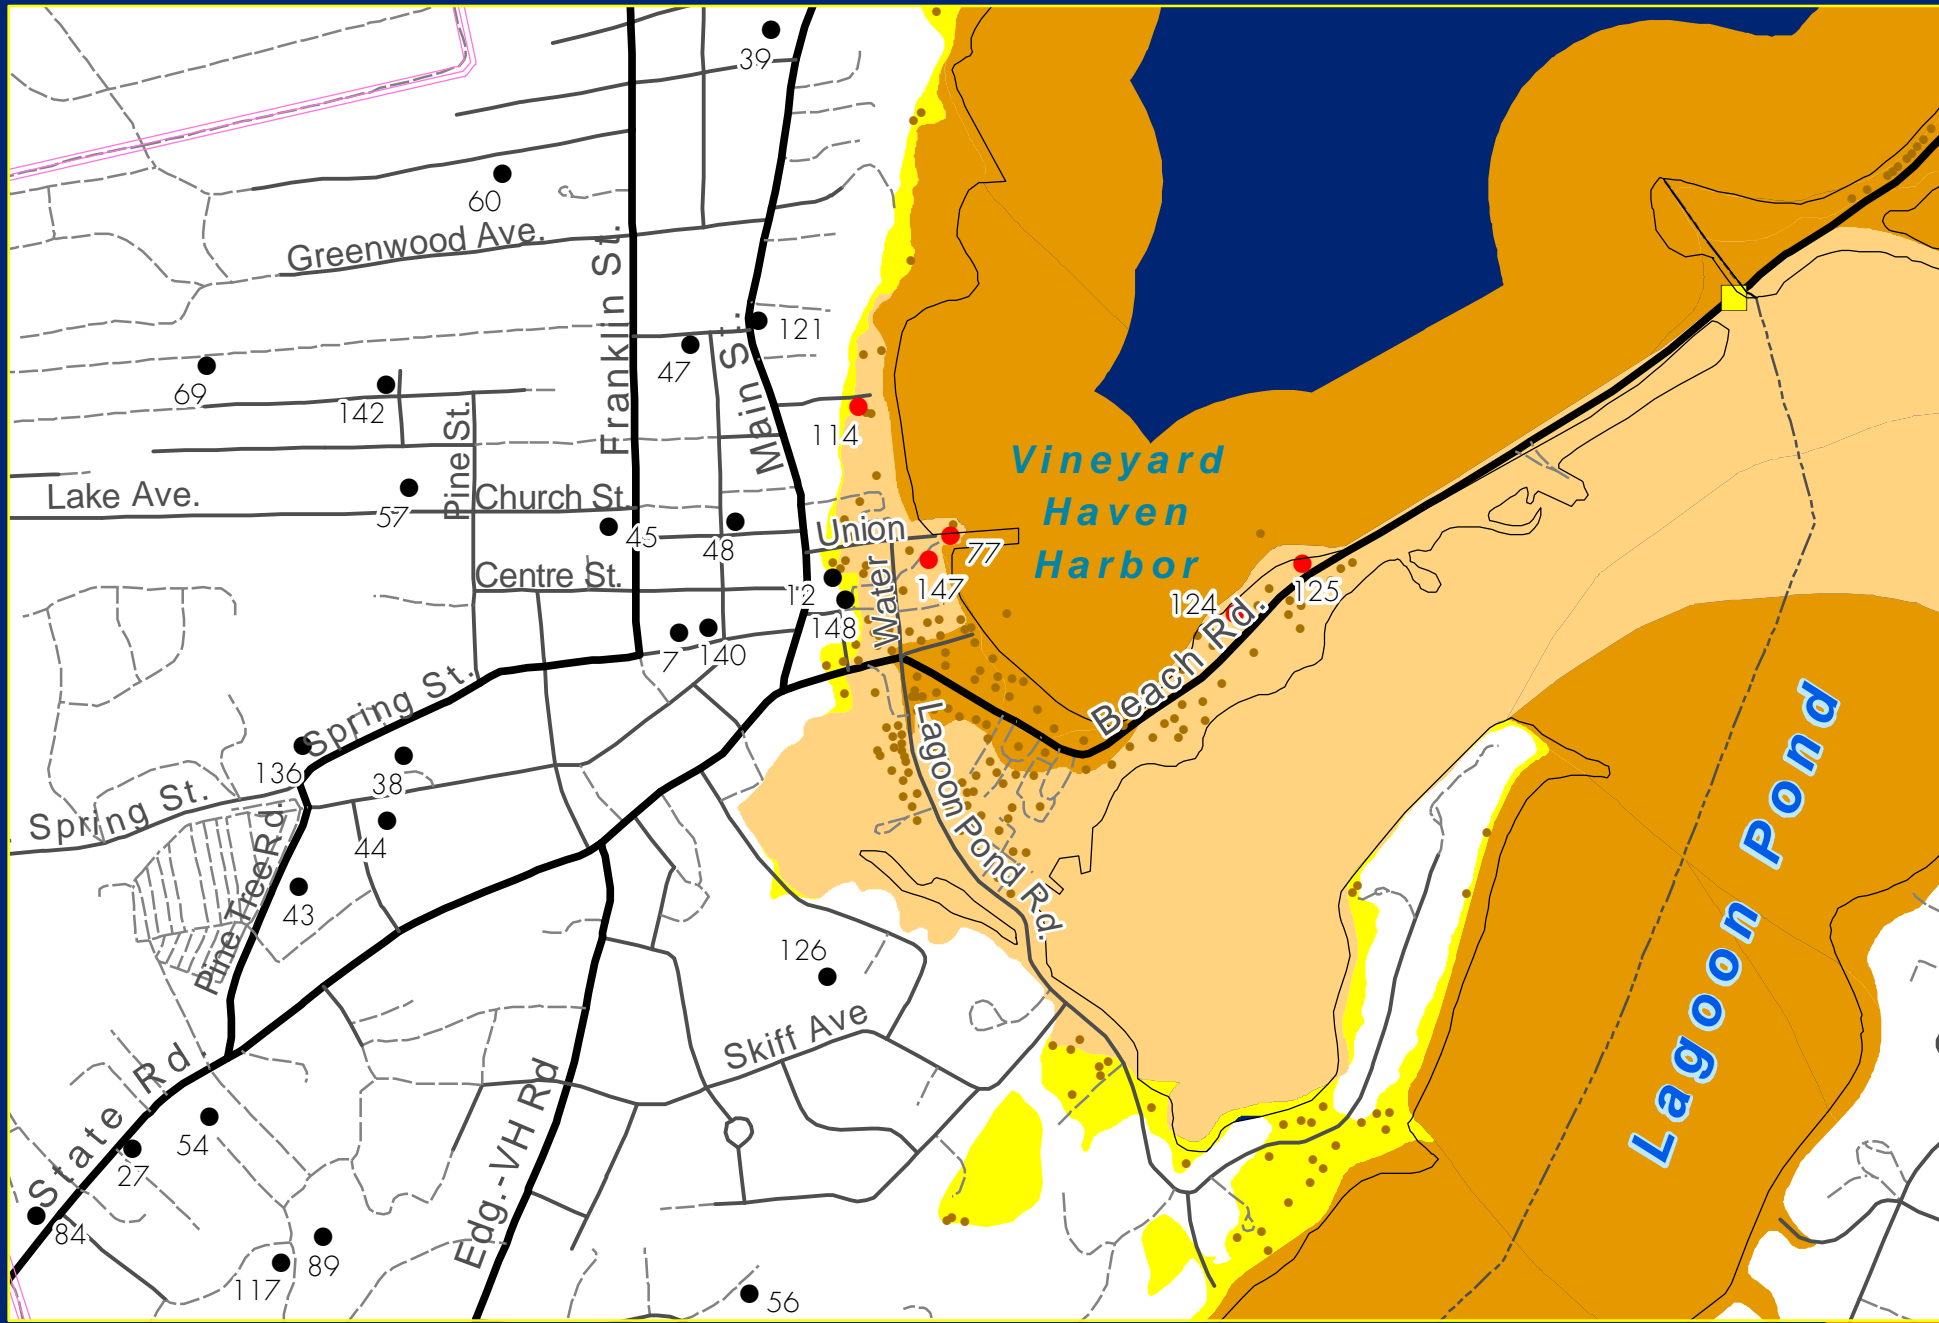 39
60
Greenwood Ave.
Franklin St.
121
Main St.
47
69
142
114
Pine St.
Vineyard
Haven
Harbor
Lake Ave.
57
Church St.
45
48
Union
77
147
Water
Centre St.
12
148
124
125
7
140
Beach Rd.
Spring St.
136
38
Spring St.
44
Pine Tree Rd.
43
Lagoon Pond Rd.
Lagoon Pond
126
Skiff Ave
State Rd.
54
27
84
Edg.-VH Rd
89
117
56